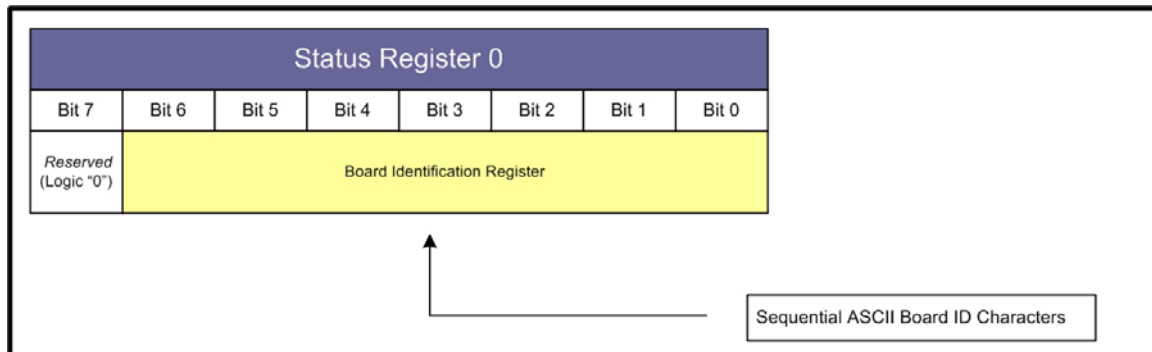 Status Register 0
Bit 7 Bit 6 Bit 5 Bit 4 Bit 3 Bit 2 Bit 1 Bit 0
Reserved
(Logic “0”)
Board Identification Register
Sequential ASCII Board ID Characters